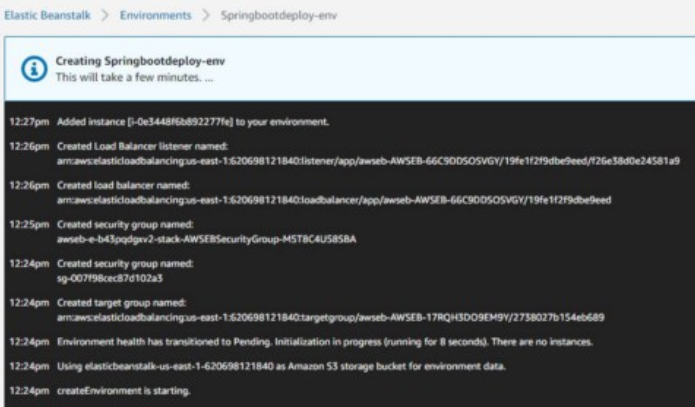 Elastic Beanstalk > Environments > Springbootdeploy-env
Creating Springbootdeploy-env
This will take a few minutes. ...
12:27pm Added instance [i-0e3448f6b892277fe] to your environment.
12:26pm Created Load Balancer listener named:
arn:aws:elasticloadbalancing:us-east-1:620698121840:listener/app/awseb-AWSEB-66C9DDSOSVGY/19fe1f2f9dbe9eed/f26e38d0e24581a9
12:26pm Created load balancer named:
arn:aws:elasticloadbalancing:us-east-1:620698121840:loadbalancer/app/awseb-AWSEB-66C9DDSOSVGY/19fe1f2f9dbe9eed
12:25pm Created security group named:
awseb-e-b43pqdgxv2-stack-AWSEBSecurityGroup-M5T8C4U58SBA
12:24pm Created security group named:
sg-007f98cec87d102a3
12:24pm Created target group named:
arn:aws:elasticloadbalancing:us-east-1:620698121840:targetgroup/awseb-AWSEB-17RQH3DO9EM9Y/2738027b154eb689
12:24pm Environment health has transitioned to Pending. Initialization in progress (running for 8 seconds). There are no instances.
12:24pm Using elasticbeanstalk-us-east-1-620698121840 as Amazon S3 storage bucket for environment data.
12:24pm createEnvironment is starting.